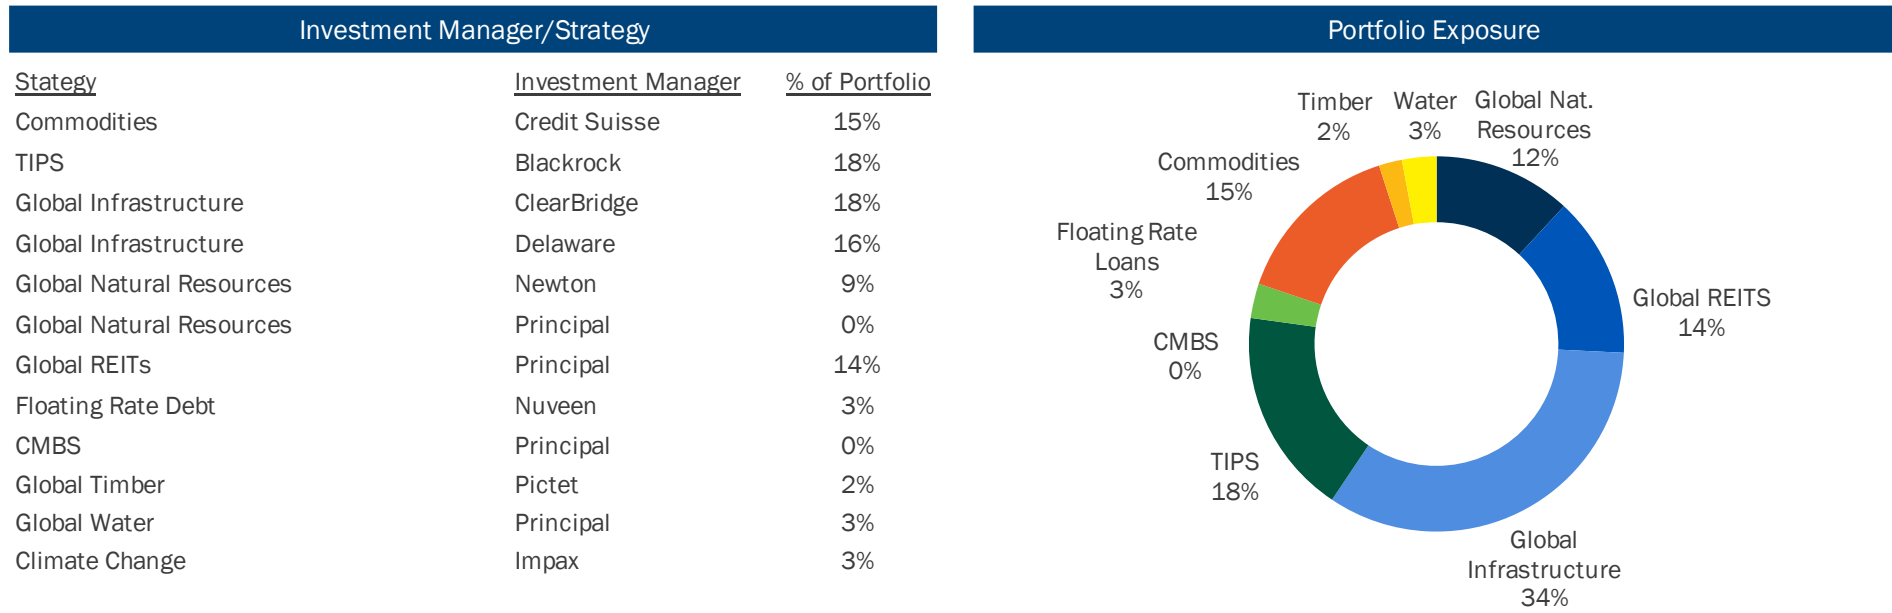 Investment Manager/Strategy
Stategy Investment Manager % of Portfolio
Commodities Credit Suisse 15%
TIPS Blackrock 18%
Global Infrastructure ClearBridge 18%
Global Infrastructure Delaware 16%
Global Natural Resources Newton 9%
Global Natural Resources Principal 0%
Global REITs Principal 14%
Floating Rate Debt Nuveen 3%
CMBS Principal 0%
Global Timber Pictet 2%
Global Water Principal 3%
Climate Change Impax 3%
Portfolio Exposure
Timber
2%
Water
3%
Global Nat.
Resources
12%
Commodities
15%
Floating Rate
Loans
3%
Global REITS
14%
CMBS
0%
TIPS
18%
Global
Infrastructure
34%